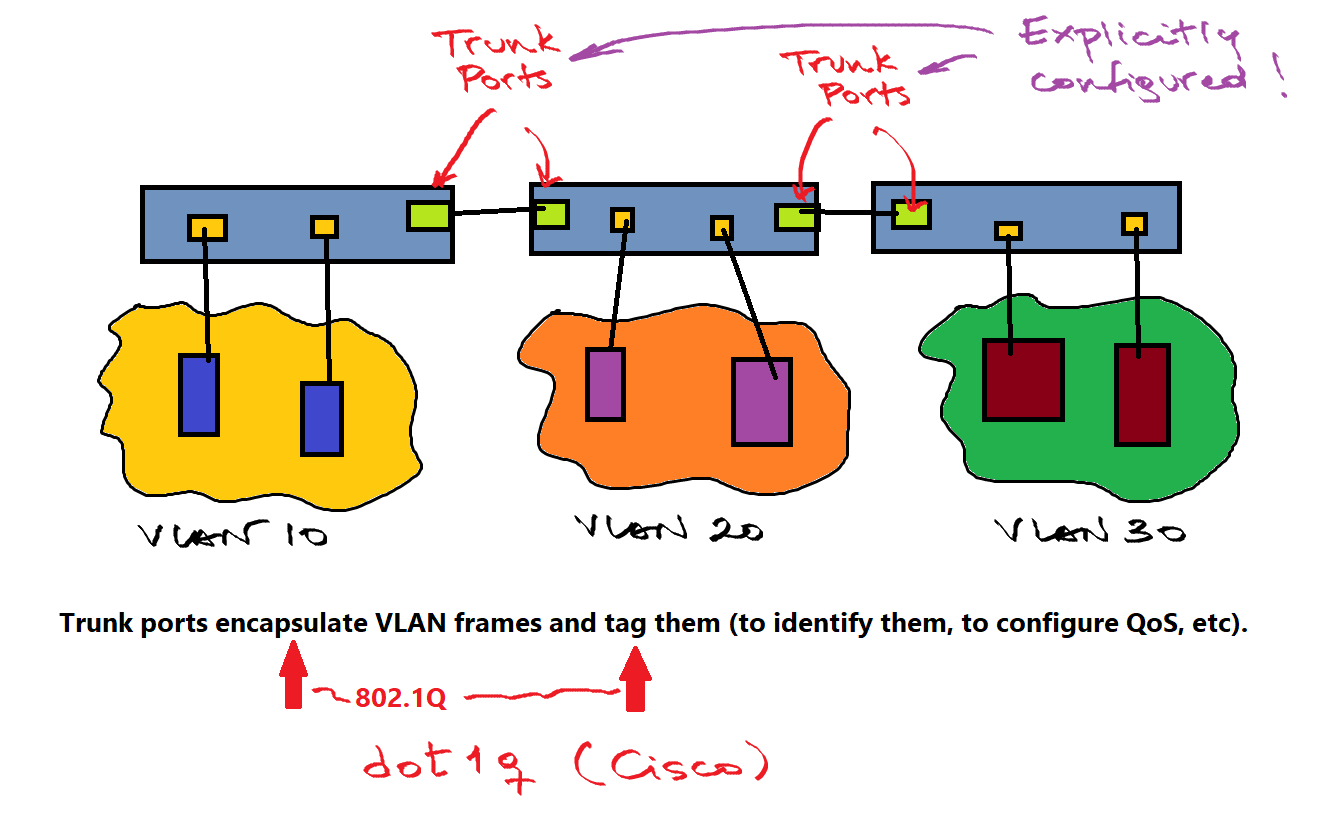 Trunk
Ports
Trunk
Ports
Explicitly
configured !
VLAN 10
VLAN 20
VLAN 30
Trunk ports encapsulate VLAN frames and tag them (to identify them, to configure QoS, etc).
802.1Q
dot1q (Cisco)